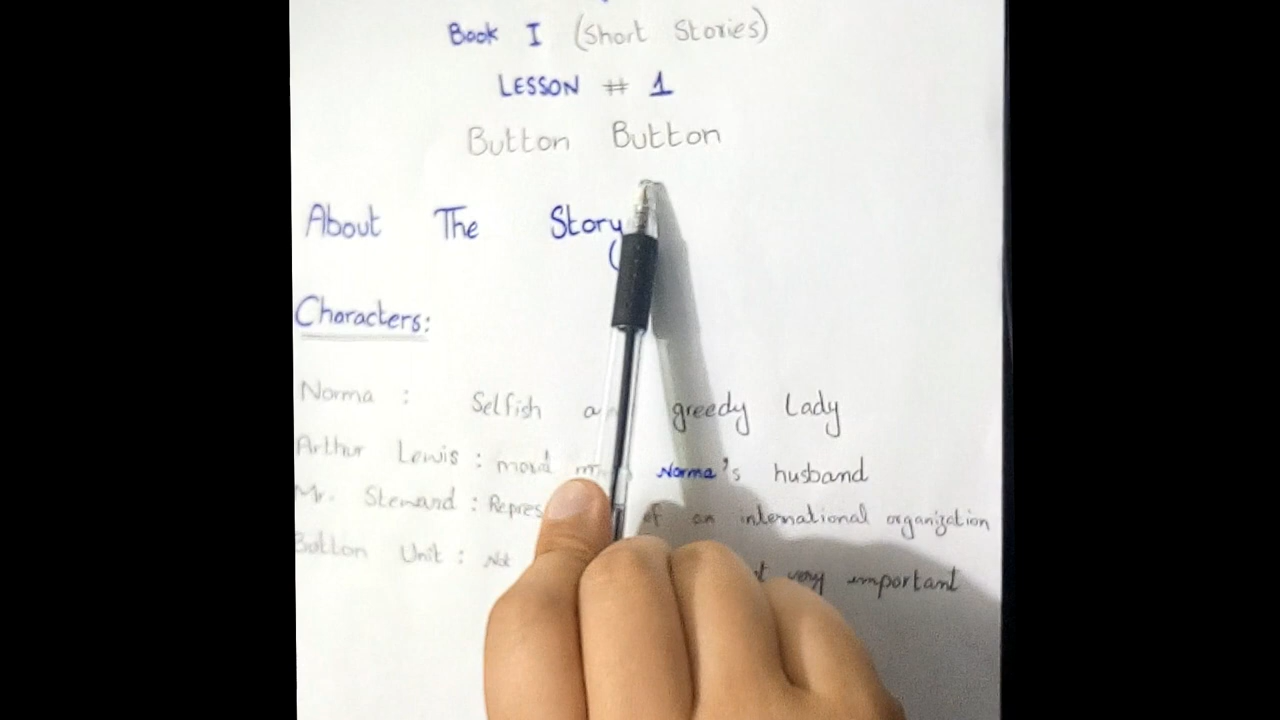 Book I (Short Stories)
LESSON # 1
Button Button
About The Story
Characters:
Norma : Selfish greedy Lady
Arthur Lewis : moral Norma's husband
Mr. Steward : Repres of an international organization
Button Unit : Not very important